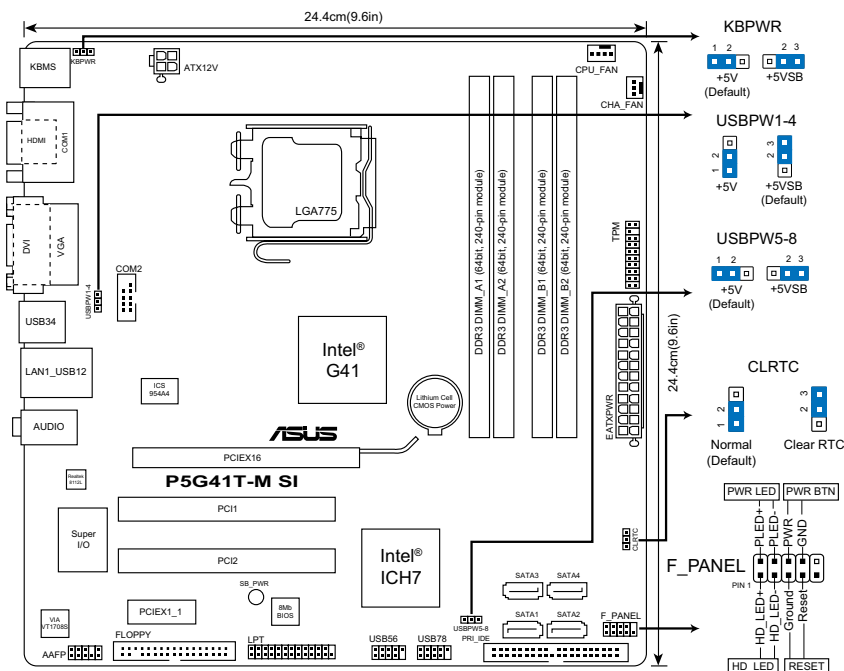 24.4cm(9.6in)
KBPWR
1 2
2 3
+5V
(Default)
+5VSB
KBMS
KBPWR
ATX12V
CPU_FAN
CHA_FAN
USBPW1-4
1 2
2 3
+5V
+5VSB
(Default)
HDMI
COM1
LGA775
DDR3 DIMM_A1 (64bit, 240-pin module)
DDR3 DIMM_A2 (64bit, 240-pin module)
DDR3 DIMM_B1 (64bit, 240-pin module)
DDR3 DIMM_B2 (64bit, 240-pin module)
TPM
USBPW5-8
1 2
2 3
+5V
(Default)
+5VSB
DVI
VGA
USBPW1-4
COM2
USB34
Intel®
G41
24.4cm(9.6in)
LAN1_USB12
ICS
954A4
Lithium Cell
CMOS Power
EATXPWR
CLRTC
1 2
2 3
Normal
(Default)
Clear RTC
AUDIO
ASUS
PCIEX16
P5G41T-M SI
Realtek
8112L
PCI1
Super
I/O
PCI2
Intel®
ICH7
CLRTC
PWR LED
PWR BTN
PLED+
PLED-
PWR
GND
F_PANEL
PIN 1
HD_LED+
HD_LED-
Ground
Reset
HD_LED
RESET
SB_PWR
SATA3
SATA4
PCIEX1_1
8Mb
BIOS
SATA1
SATA2
F_PANEL
VIA
VT1708S
USBPW5-8
PRI_IDE
AAFP
FLOPPY
LPT
USB56
USB78